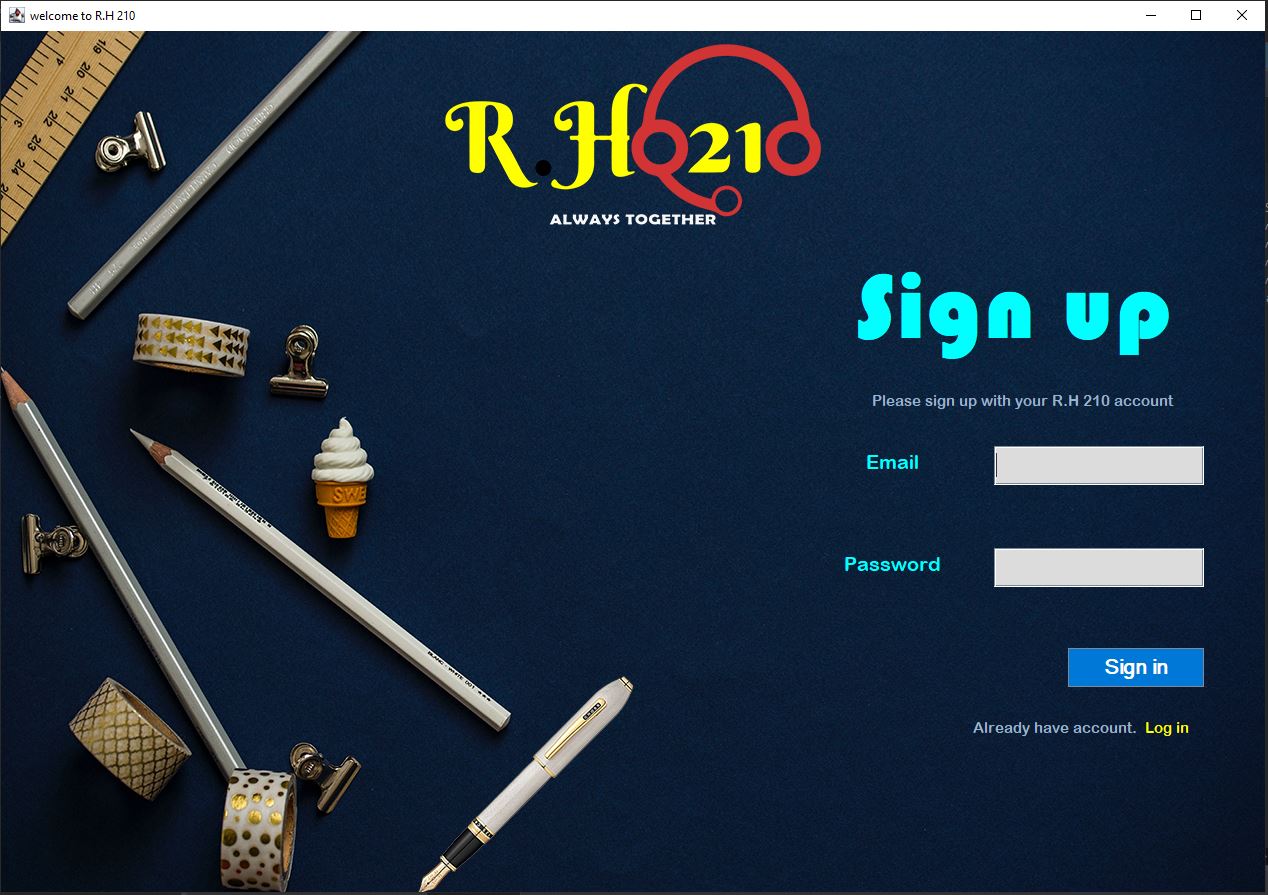 welcome to R.H 210
R.H 210
ALWAYS TOGETHER
Sign up
Please sign up with your R.H 210 account
Email
Password
Sign in
Already have account. Log in
SWE